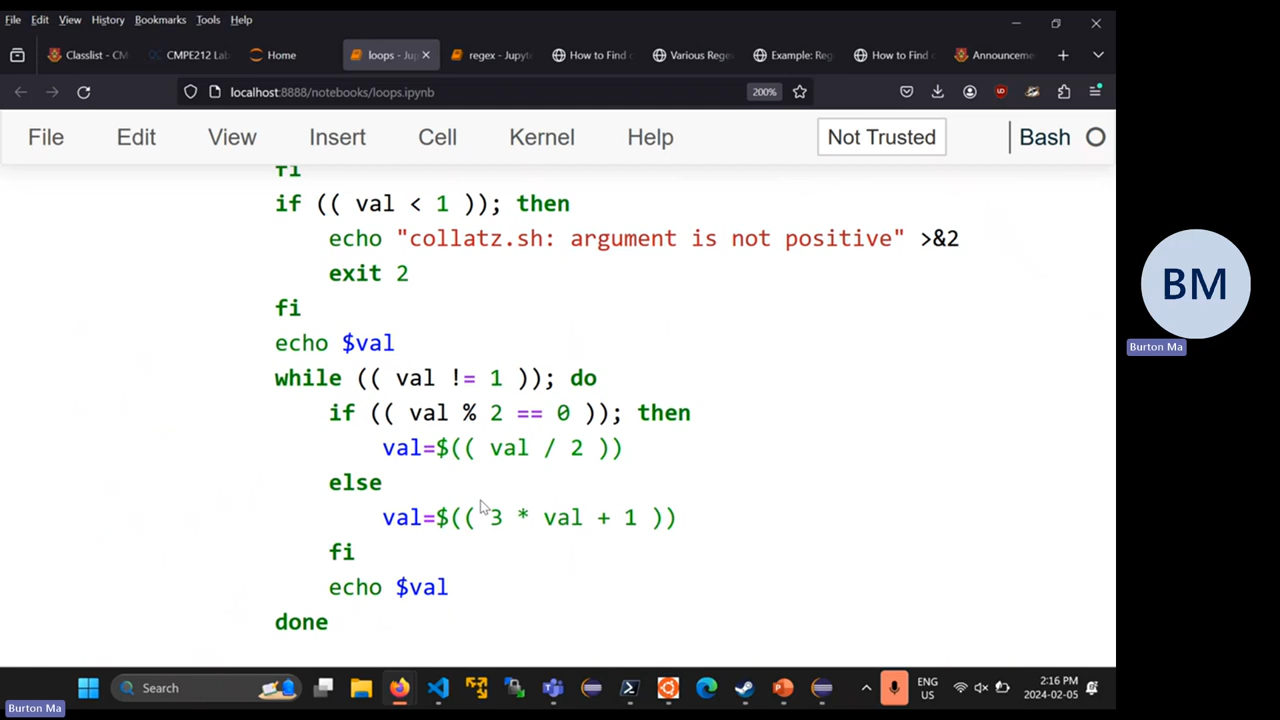 File Edit View History Bookmarks Tools Help
Classlist - CM CMPE212 Lab Home loops - Jup regex - Jupyt How to Find Various Rege Example: Reg How to Find Announceme
localhost:8888/notebooks/loops.ipynb 200%
File Edit View Insert Cell Kernel Help Not Trusted Bash
fi
if (( val < 1 )); then
echo "collatz.sh: argument is not positive" >&2
exit 2
fi
echo $val
while (( val != 1 )); do
if (( val % 2 == 0 )); then
val=$(( val / 2 ))
else
val=$(( 3 * val + 1 ))
fi
echo $val
done
BM
Burton Ma
Search
ENG
US
2:16 PM
2024-02-05
Burton Ma